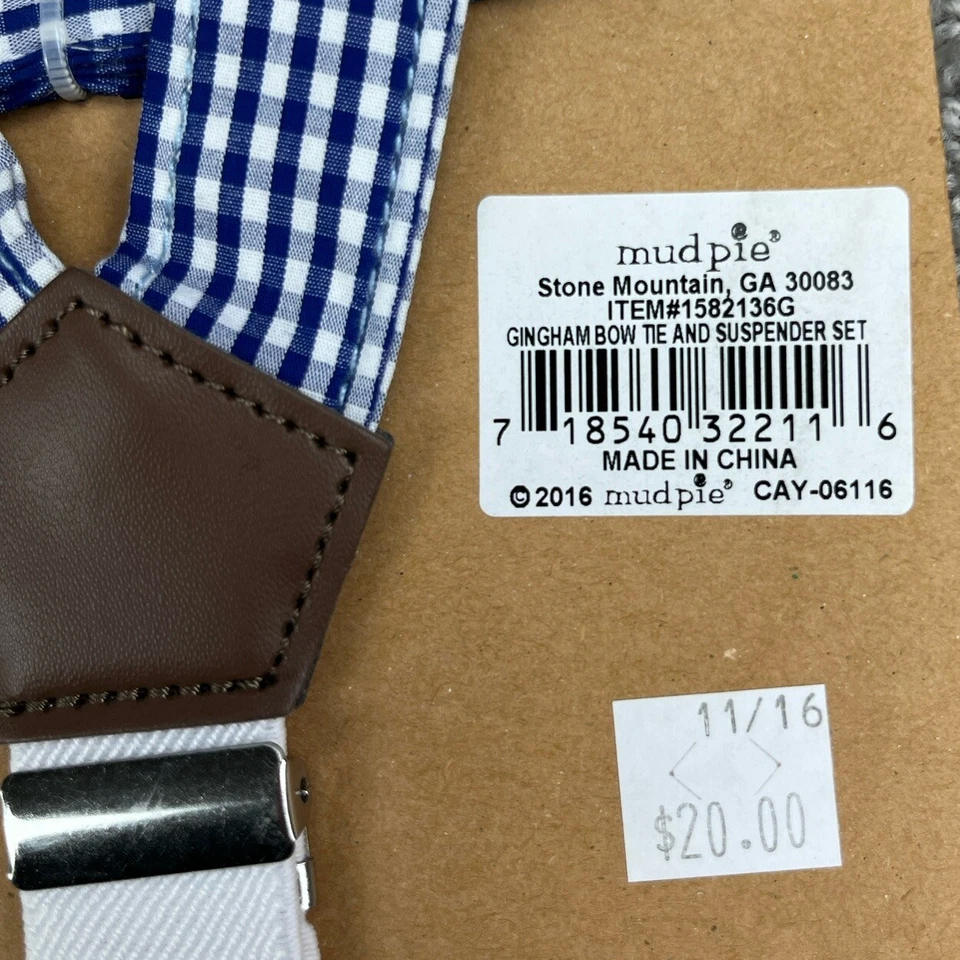 mudpie®
Stone Mountain, GA 30083
ITEM#1582136G
GINGHAM BOW TIE AND SUSPENDER SET
7 18540 32211 6
MADE IN CHINA
© 2016 mudpie® CAY-06116
11/16
$20.00